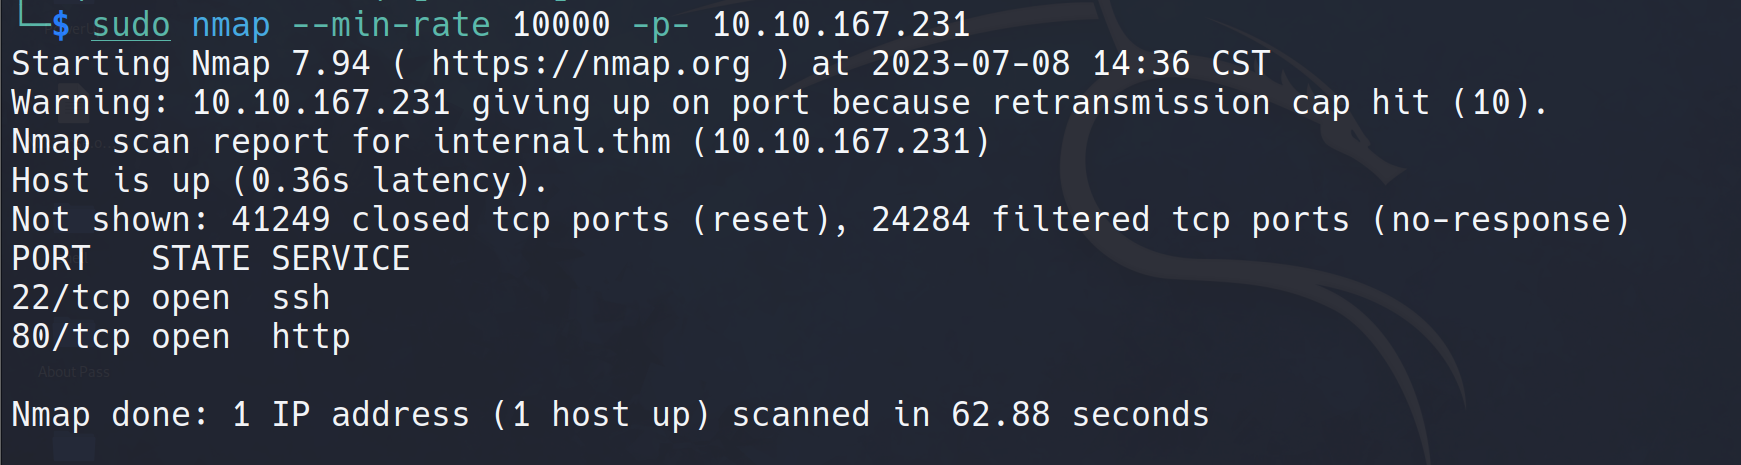 └─$ sudo nmap --min-rate 10000 -p- 10.10.167.231
Starting Nmap 7.94 ( https://nmap.org ) at 2023-07-08 14:36 CST
Warning: 10.10.167.231 giving up on port because retransmission cap hit (10).
Nmap scan report for internal.thm (10.10.167.231)
Host is up (0.36s latency).
Not shown: 41249 closed tcp ports (reset), 24284 filtered tcp ports (no-response)
PORT   STATE SERVICE
22/tcp open  ssh
80/tcp open  http
About Pass
Nmap done: 1 IP address (1 host up) scanned in 62.88 seconds